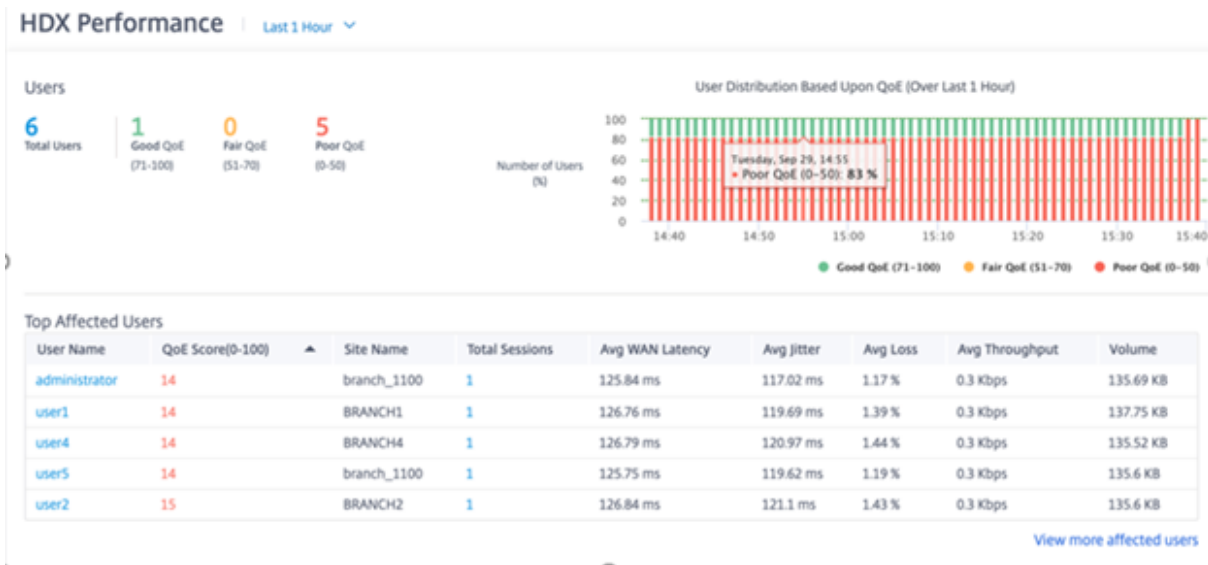 HDX Performance Last 1 Hour
Users
6 1 0 5
Total Users Good QoE Fair QoE Poor QoE
(71-100) (51-70) (0-50)
User Distribution Based Upon QoE (Over Last 1 Hour)
Number of Users
(%)
100
80
60
40
20
0
Tuesday, Sep 29, 14:55
Poor QoE (0-50): 83 %
14:40 14:50 15:00 15:10 15:20 15:30 15:40
Good QoE (71-100) Fair QoE (51-70) Poor QoE (0-50)
Top Affected Users
User Name QoE Score(0-100) Site Name Total Sessions Avg WAN Latency Avg Jitter Avg Loss Avg Throughput Volume
administrator 14 branch_1100 1 125.84 ms 117.02 ms 1.17 % 0.3 Kbps 135.69 KB
user1 14 BRANCH1 1 126.76 ms 119.69 ms 1.39 % 0.3 Kbps 137.75 KB
user4 14 BRANCH4 1 126.79 ms 120.97 ms 1.44 % 0.3 Kbps 135.52 KB
user5 14 branch_1100 1 125.75 ms 119.62 ms 1.19 % 0.3 Kbps 135.6 KB
user2 15 BRANCH2 1 126.84 ms 121.1 ms 1.43 % 0.3 Kbps 135.6 KB
View more affected users